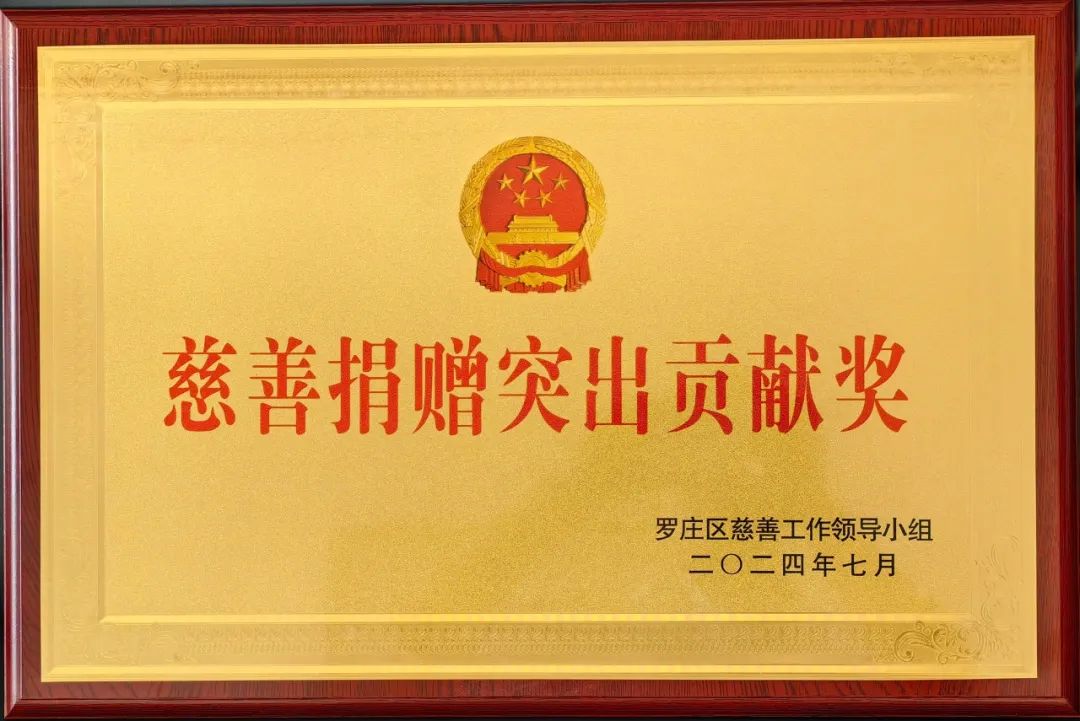 慈善捐赠突出贡献奖
罗庄区慈善工作领导小组
二〇二四年七月